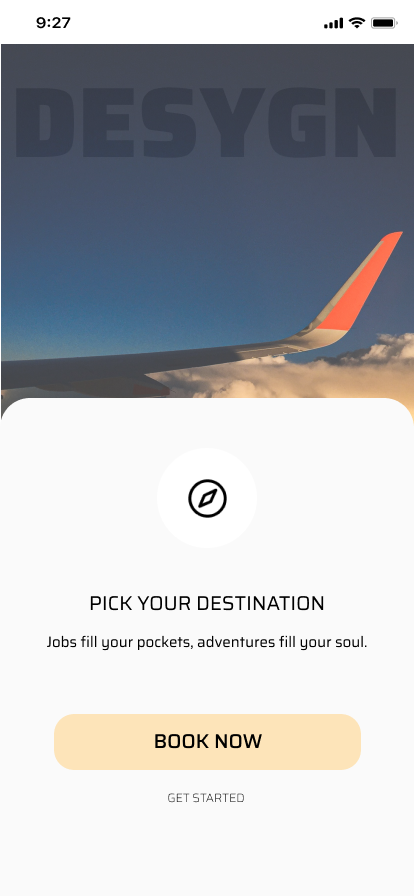 9:27
DESYGN
PICK YOUR DESTINATION
Jobs fill your pockets, adventures fill your soul.
BOOK NOW
GET STARTED